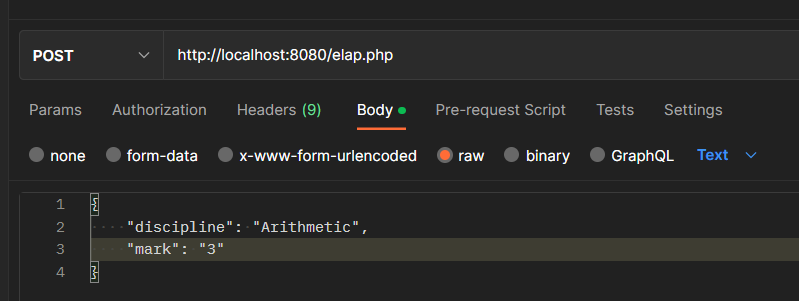 POST http://localhost:8080/elap.php
Params Authorization Headers (9) Body Pre-request Script Tests Settings
none form-data x-www-form-urlencoded raw binary GraphQL Text
1 {
2 "discipline": "Arithmetic",
3 "mark": "3"
4 }